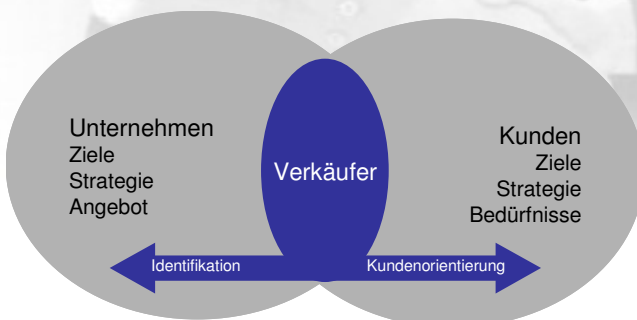 Unternehmen
Ziele
Strategie
Angebot
Verkäufer
Kunden
Ziele
Strategie
Bedürfnisse
Identifikation
Kundenorientierung